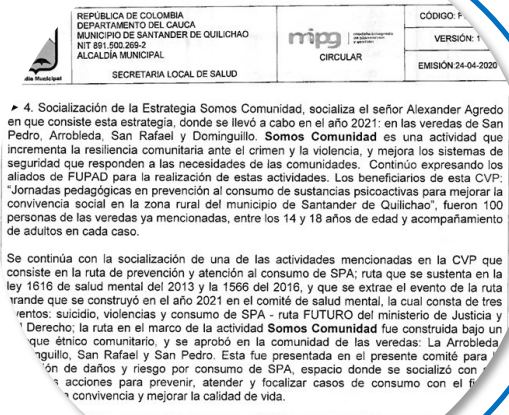 REPÚBLICA DE COLOMBIA
DEPARTAMENTO DEL CAUCA
MUNICIPIO DE SANTANDER DE QUILICHAO
NIT 891.500.269-2
ALCALDÍA MUNICIPAL
SECRETARIA LOCAL DE SALUD
mipg
CIRCULAR
CÓDIGO: F
VERSIÓN: 1
EMISIÓN:24-04-2020
4. Socialización de la Estrategia Somos Comunidad, socializa el señor Alexander Agredo
en que consiste esta estrategia, donde se llevó a cabo en el año 2021: en las veredas de San
Pedro, Arrobleda, San Rafael y Dominguillo. Somos Comunidad es una actividad que
incrementa la resiliencia comunitaria ante el crimen y la violencia, y mejora los sistemas de
seguridad que responden a las necesidades de las comunidades. Continúo expresando los
aliados de FUPAD para la realización de estas actividades. Los beneficiarios de esta CVP:
“Jornadas pedagógicas en prevención al consumo de sustancias psicoactivas para mejorar la
convivencia social en la zona rural del municipio de Santander de Quilichao”, fueron 100
personas de las veredas ya mencionadas, entre los 14 y 18 años de edad y acompañamiento
de adultos en cada caso.
Se continúa con la socialización de una de las actividades mencionadas en la CVP que
consiste en la ruta de prevención y atención al consumo de SPA; ruta que se sustenta en la
ley 1616 de salud mental del 2013 y la 1566 del 2016, y que se extrae el evento de la ruta
grande que se construyó en el año 2021 en el comité de salud mental, la cual consta de tres
ventos: suicidio, violencias y consumo de SPA - ruta FUTURO del ministerio de Justicia y
Derecho; la ruta en el marco de la actividad Somos Comunidad fue construida bajo un
que étnico comunitario, y se aprobó en la comunidad de las veredas: La Arrobleda,
nguillo, San Rafael y San Pedro. Esta fue presentada en el presente comité para
ón de daños y riesgo por consumo de SPA, espacio donde se socializó con
acciones para prevenir, atender y focalizar casos de consumo con el
convivencia y mejorar la calidad de vida.